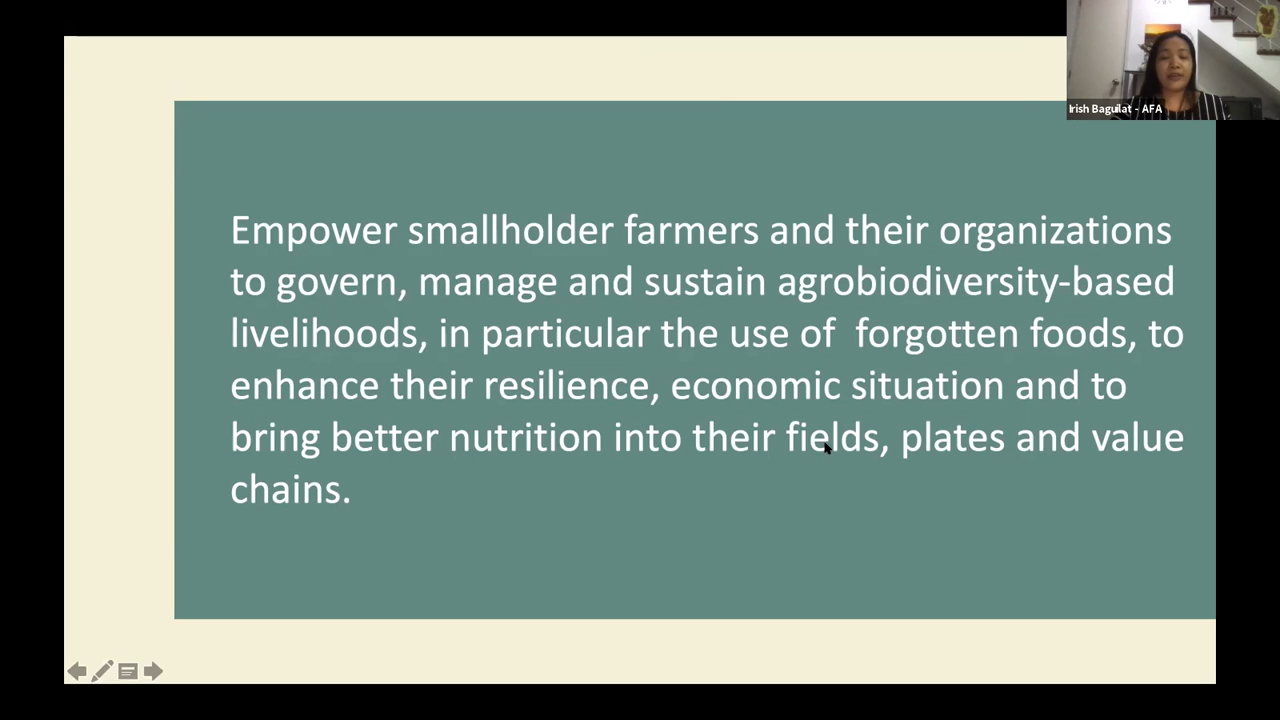 Irish Baguilat - AFA
Empower smallholder farmers and their organizations
to govern, manage and sustain agrobiodiversity-based
livelihoods, in particular the use of  forgotten foods, to
enhance their resilience, economic situation and to
bring better nutrition into their fields, plates and value
chains.